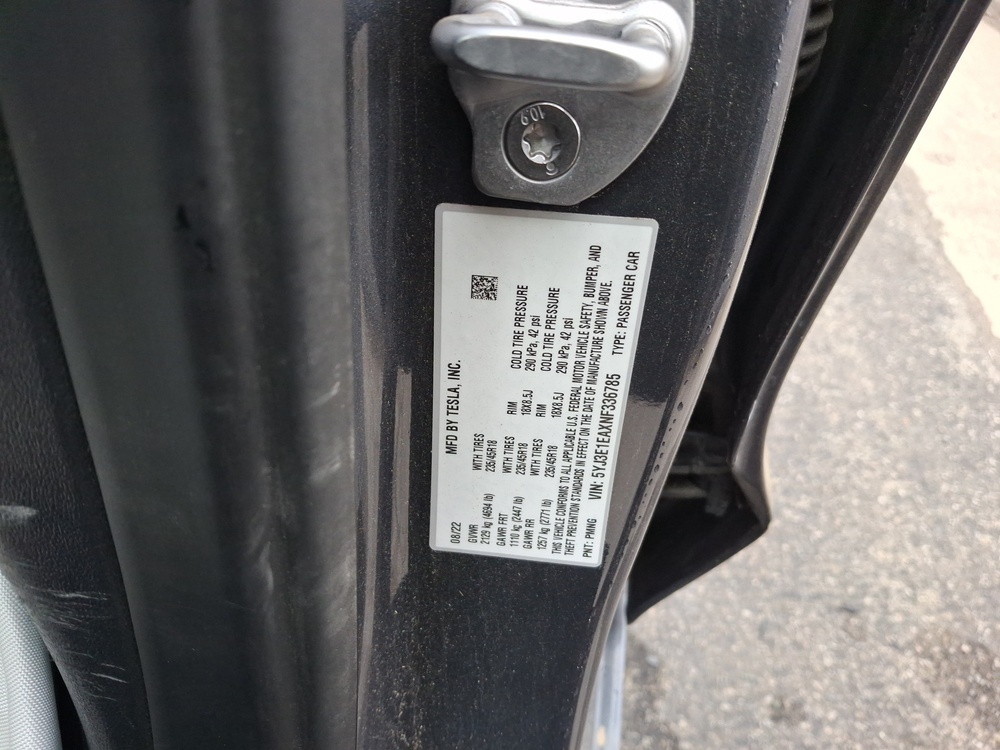 10.9
MFD BY TESLA, INC.
08/22
GVWR
2129 kg (4694 lb)
WITH TIRES
235/45R18
RIM
18X8.5J
COLD TIRE PRESSURE
290 kPa, 42 psi
GAWR FRT
1110 kg (2447 lb)
WITH TIRES
235/45R18
RIM
18X8.5J
COLD TIRE PRESSURE
290 kPa, 42 psi
GAWR RR
1257 kg (2771 lb)
WITH TIRES
235/45R18
THIS VEHICLE CONFORMS TO ALL APPLICABLE U.S. FEDERAL MOTOR VEHICLE SAFETY, BUMPER, AND
THEFT PREVENTION STANDARDS IN EFFECT ON THE DATE OF MANUFACTURE SHOWN ABOVE.
PNT: PMNG VIN: 5YJ3E1EAXNF336785 TYPE: PASSENGER CAR